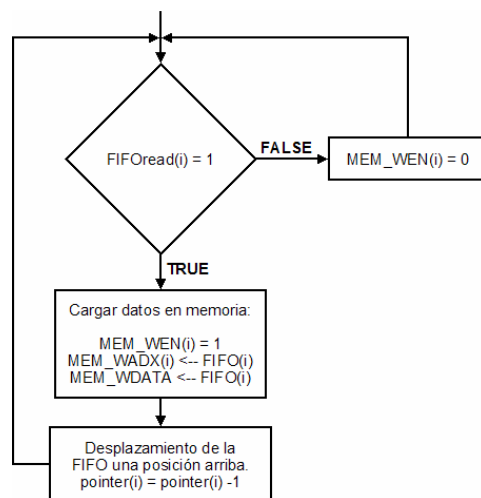 FIFOread(i) = 1
FALSE
MEM_WEN(i) = 0
TRUE
Cargar datos en memoria:
MEM_WEN(i) = 1
MEM_WADX(i) <-- FIFO(i)
MEM_WDATA <-- FIFO(i)
Desplazamiento de la
FIFO una posición arriba.
pointer(i) = pointer(i) -1